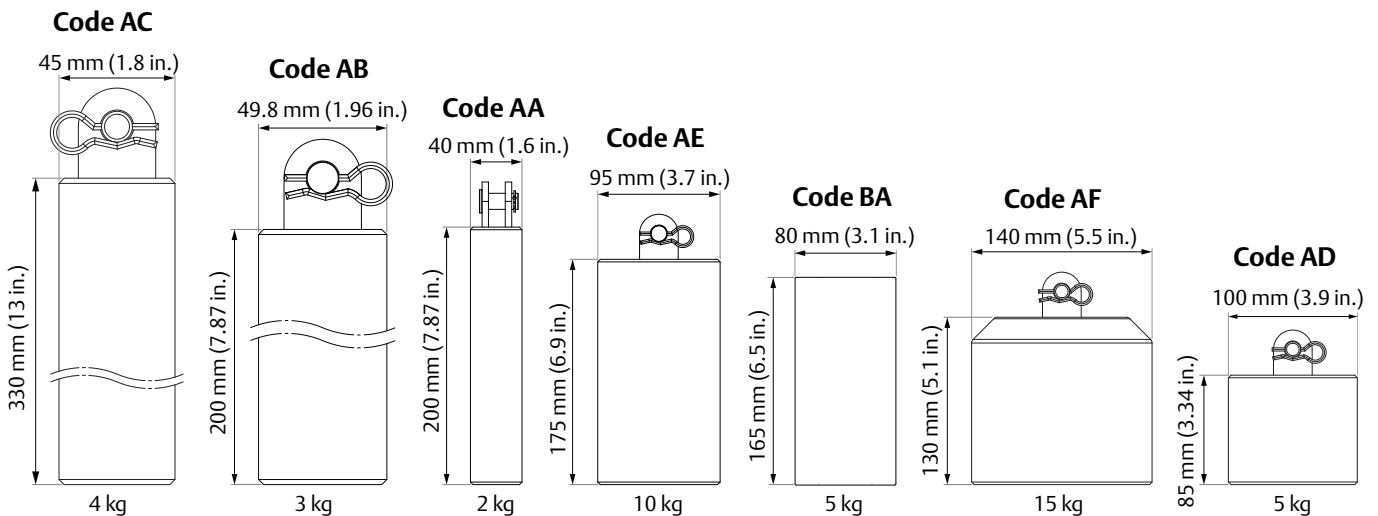 Code AC
45 mm (1.8 in.)
330 mm (13 in.)
4 kg
Code AB
49.8 mm (1.96 in.)
200 mm (7.87 in.)
3 kg
Code AA
40 mm (1.6 in.)
200 mm (7.87 in.)
2 kg
Code AE
95 mm (3.7 in.)
175 mm (6.9 in.)
10 kg
Code BA
80 mm (3.1 in.)
165 mm (6.5 in.)
5 kg
Code AF
140 mm (5.5 in.)
130 mm (5.1 in.)
15 kg
Code AD
100 mm (3.9 in.)
85 mm (3.34 in.)
5 kg